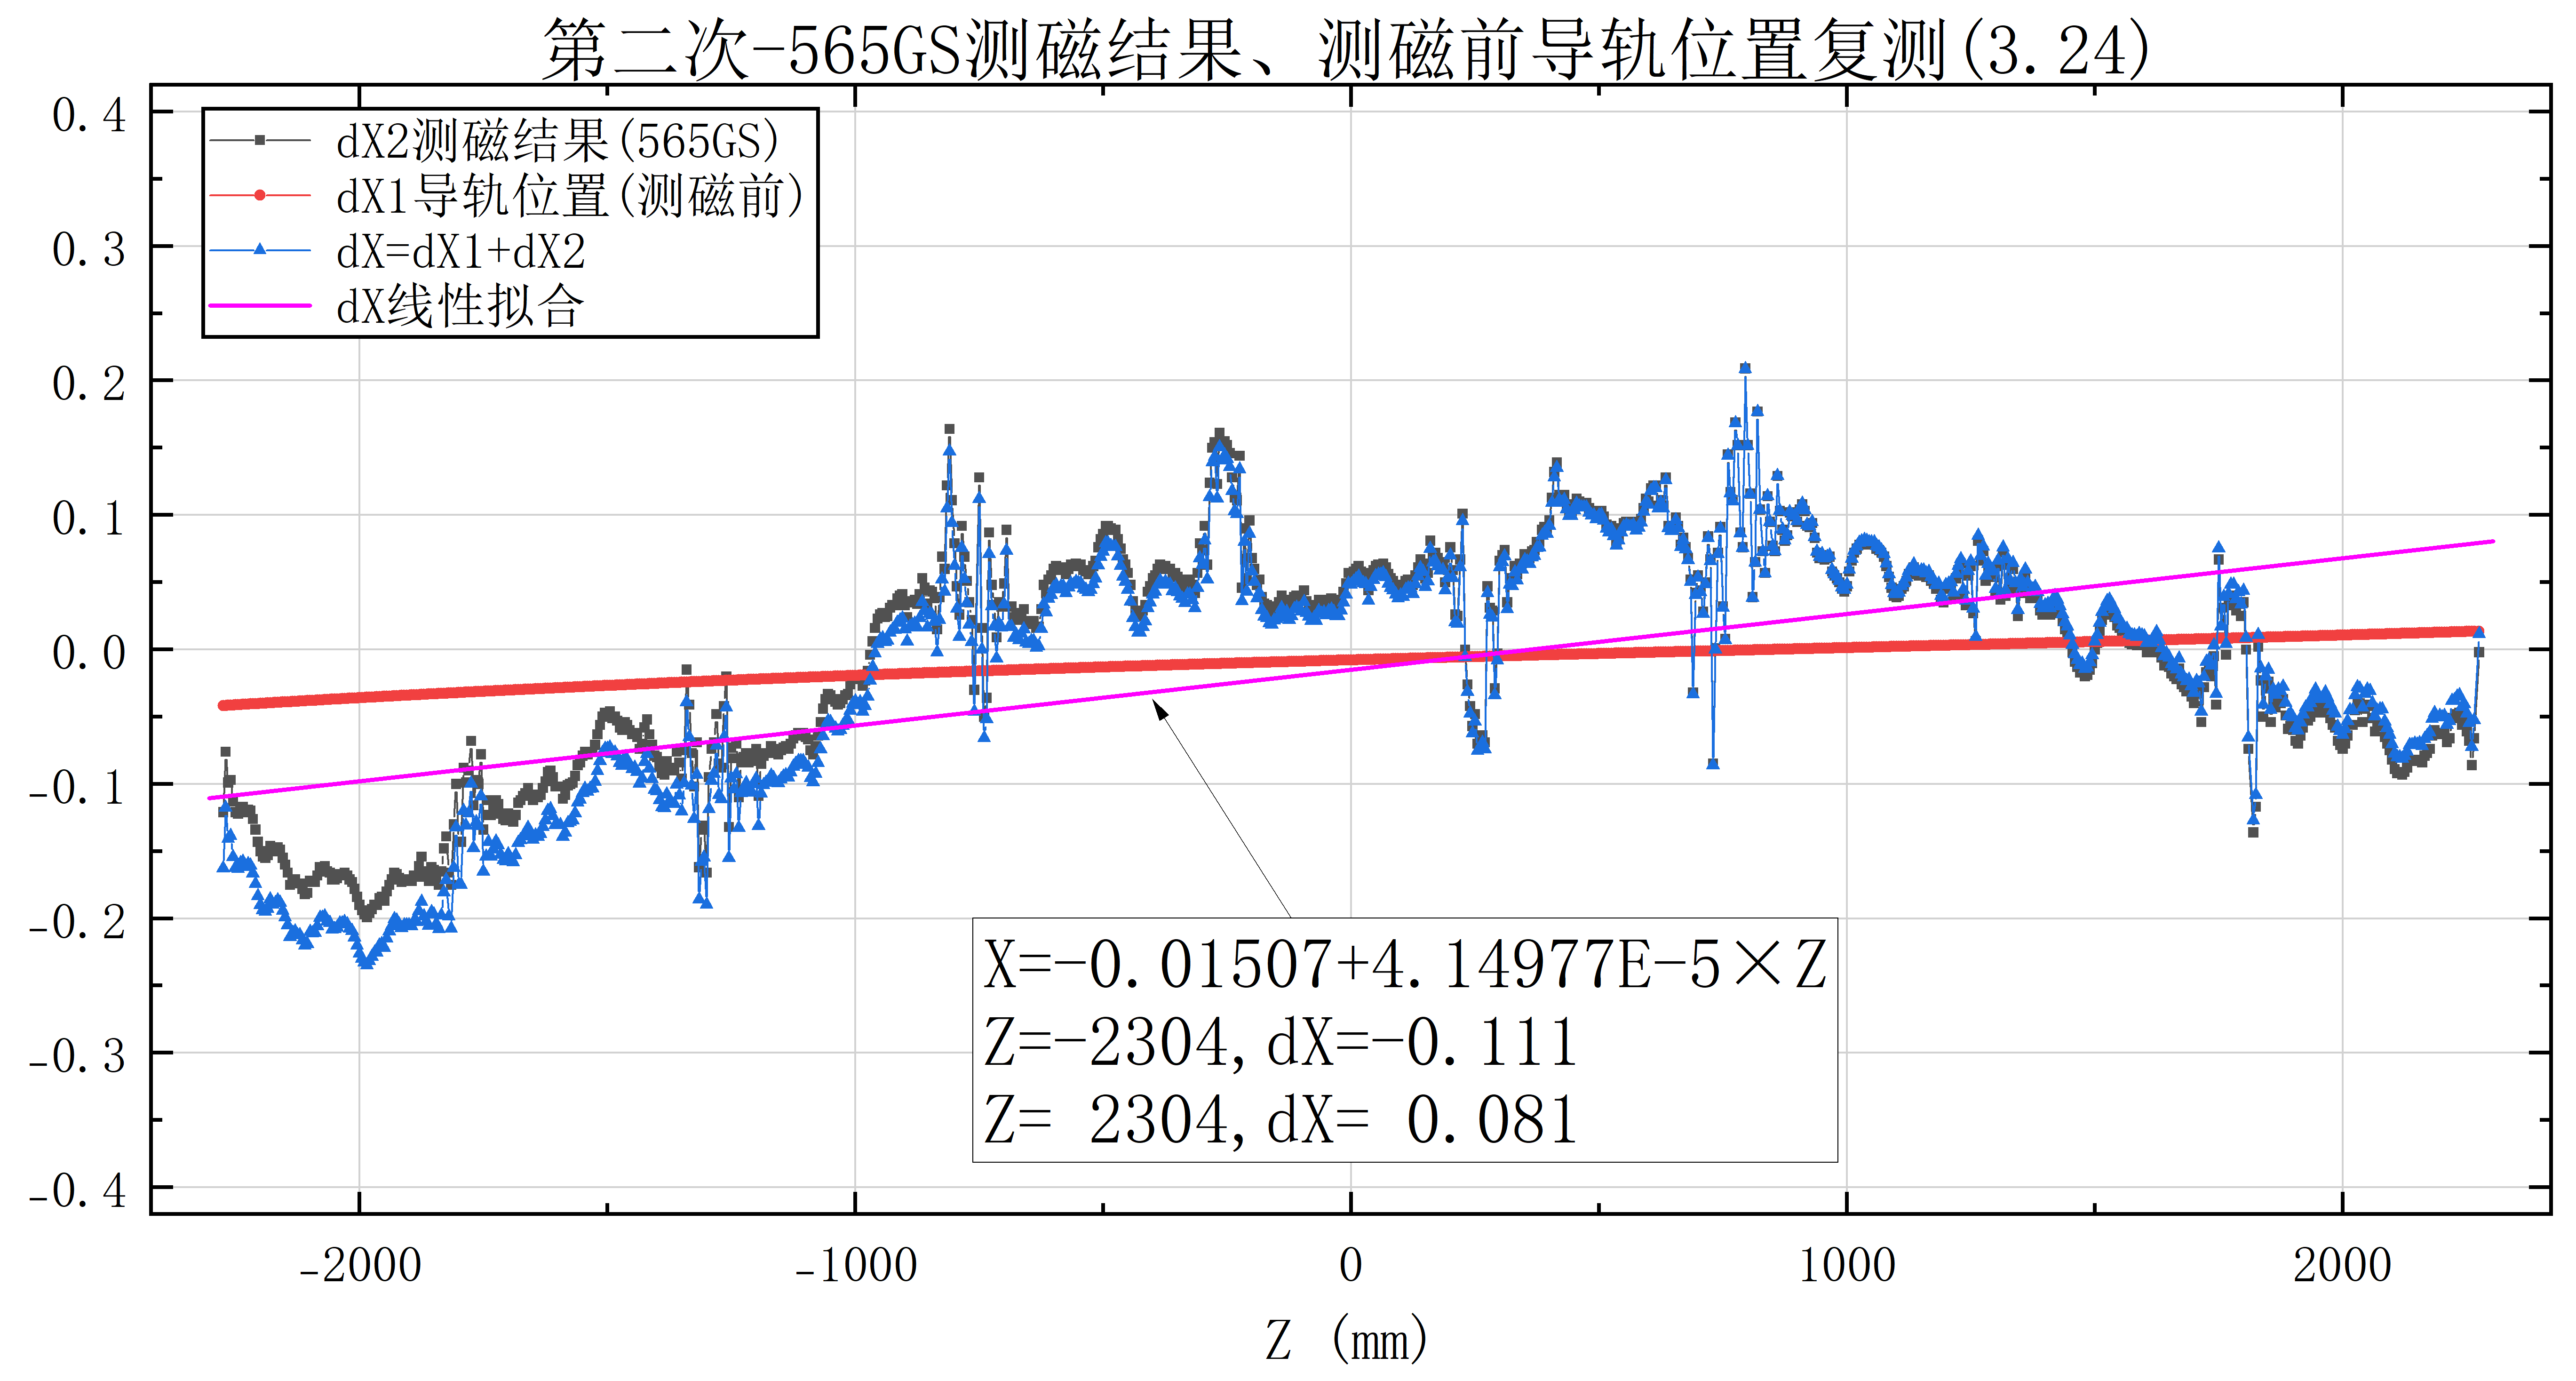 第二次-565GS测磁结果、测磁前导轨位置复测(3.24)
dX2测磁结果(565GS)
dX1导轨位置(测磁前)
dX=dX1+dX2
dX线性拟合
0.4
0.3
0.2
0.1
0.0
-0.1
-0.2
-0.3
-0.4
X=-0.01507+4.14977E-5×Z
Z=-2304,dX=-0.111
Z= 2304,dX= 0.081
-2000 -1000 0 1000 2000
Z (mm)